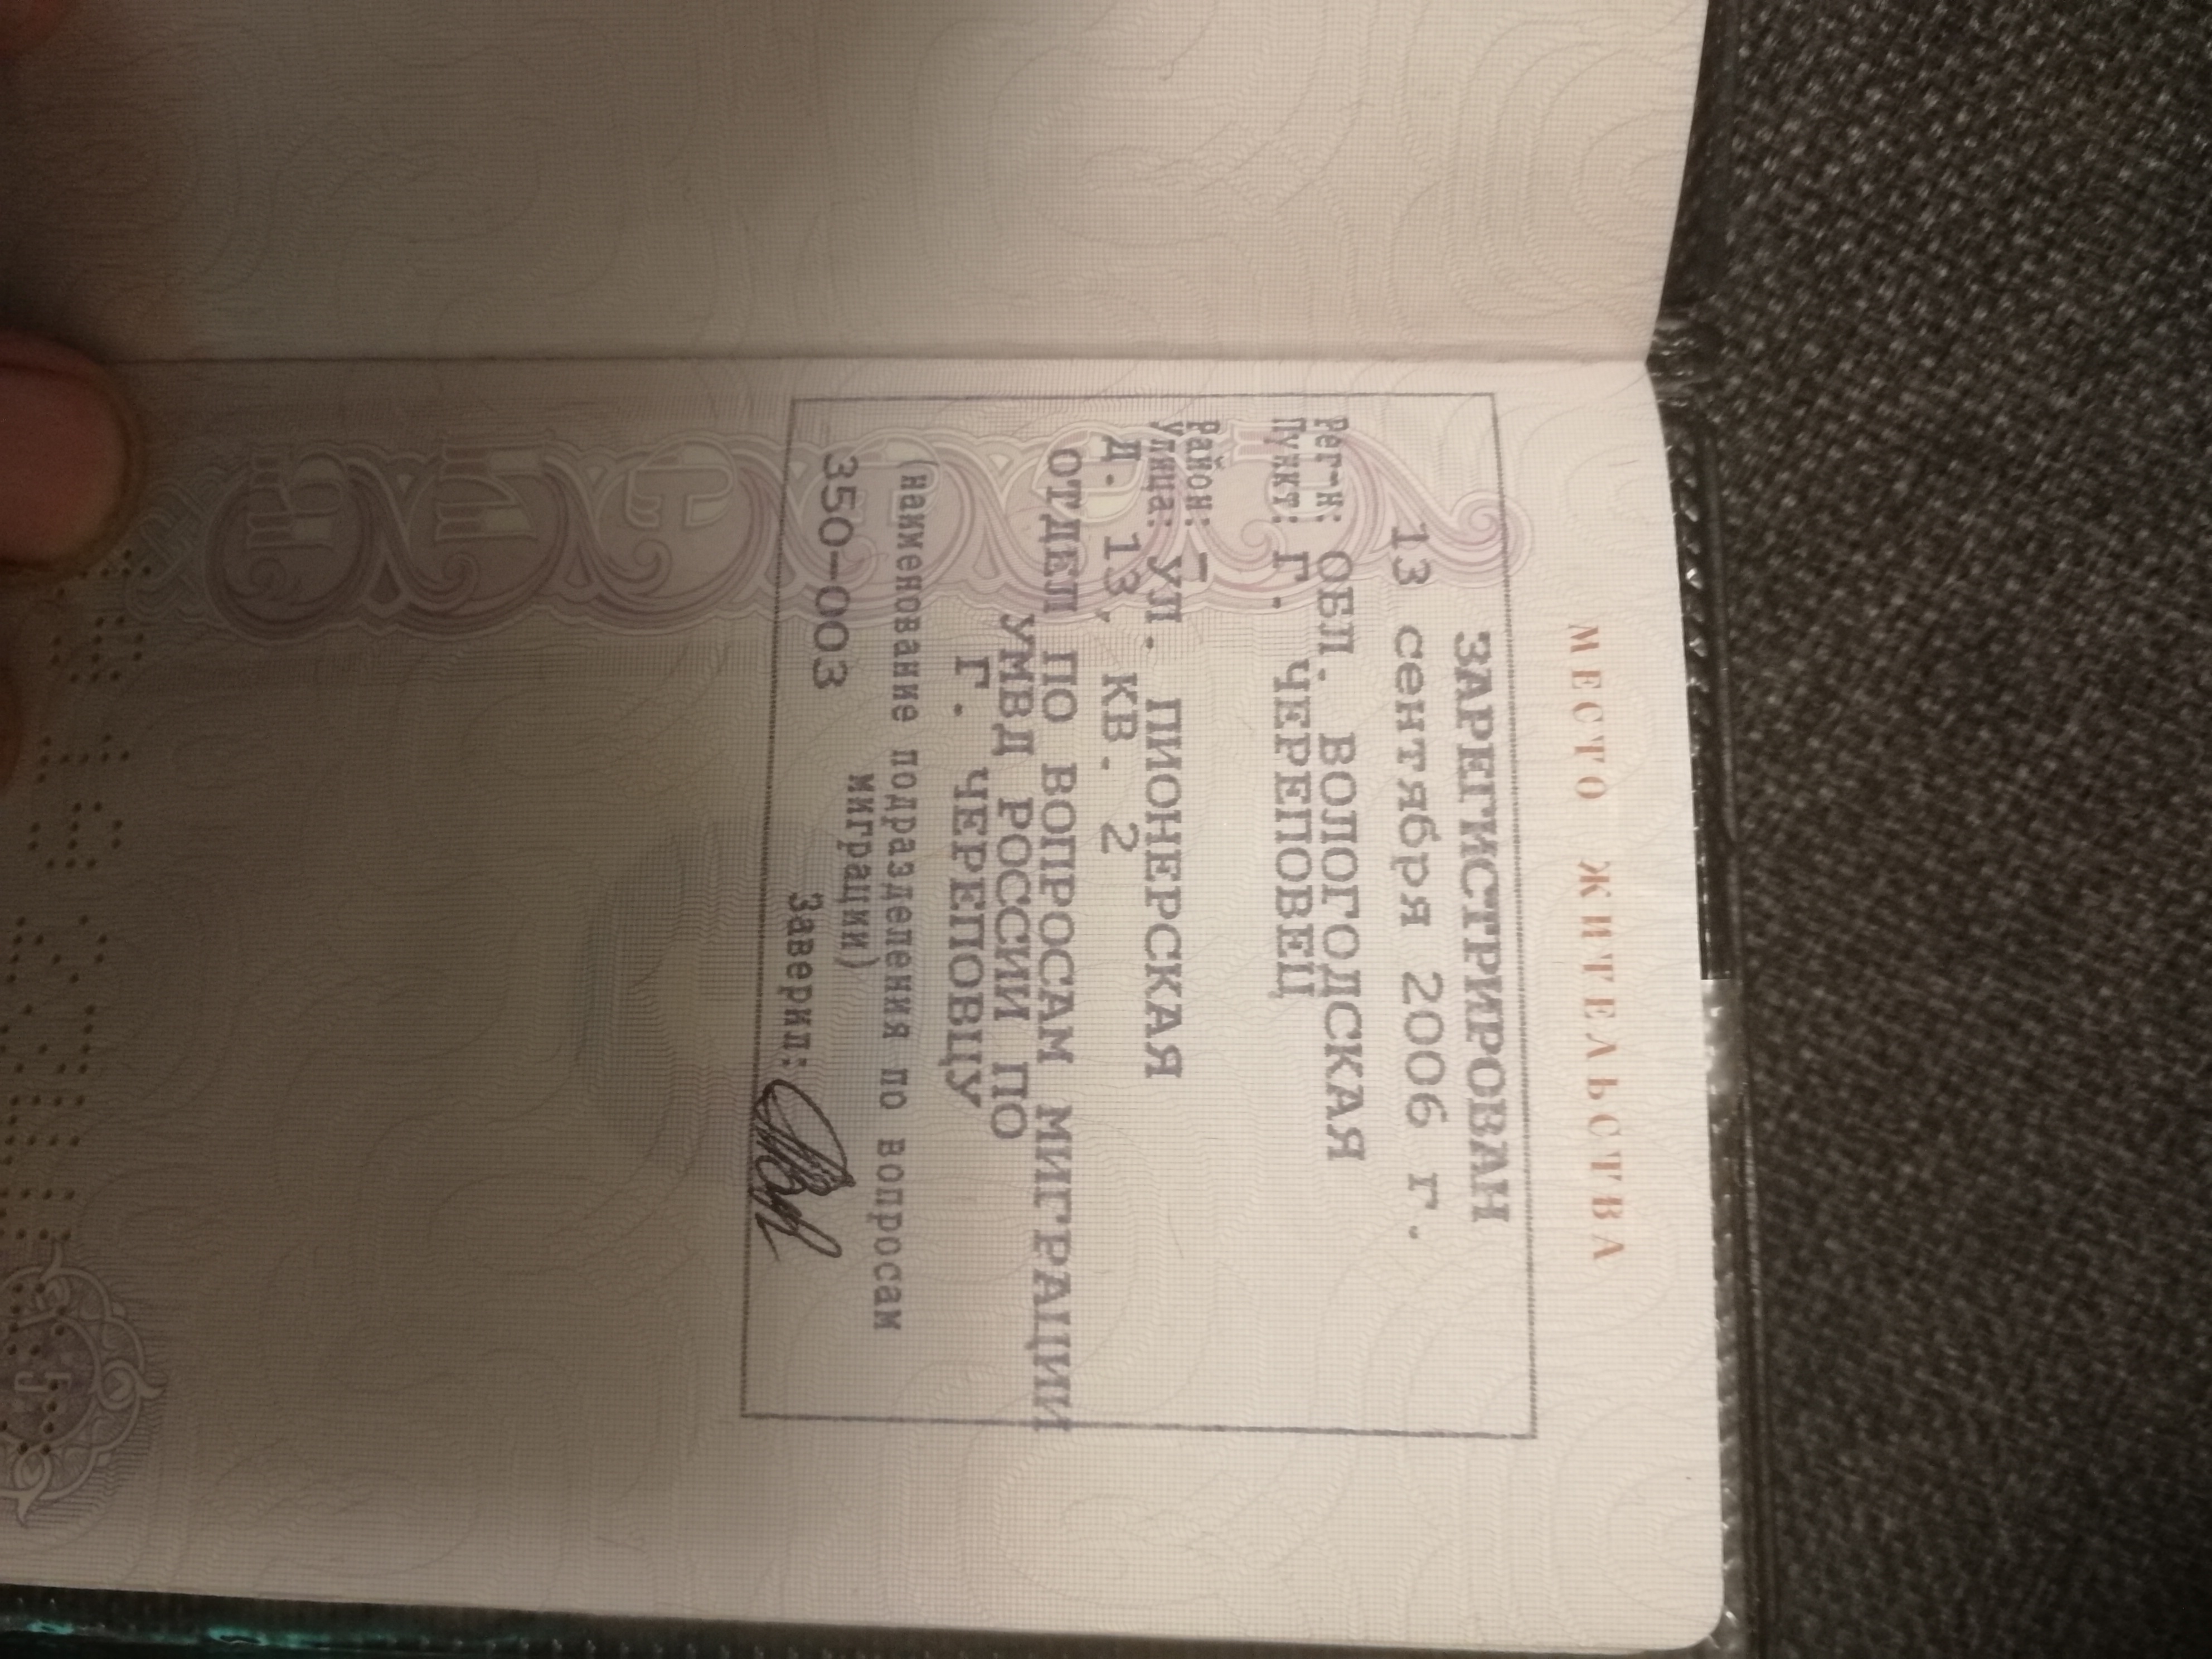 МЕСТО ЖИТЕЛЬСТВА
ЗАРЕГИСТРИРОВАН
13 сентября 2006 г.
Рег-н: ОБЛ. ВОЛОГОДСКАЯ
Пункт: Г. ЧЕРЕПОВЕЦ
Район: –
Улица: УЛ. ПИОНЕРСКАЯ
Д. 13, КВ. 2
ОТДЕЛ ПО ВОПРОСАМ МИГРАЦИИ
УМВД РОССИИ ПО
Г. ЧЕРЕПОВЦУ
(наименование подразделения по вопросам
миграции)
350-003
Заверил: